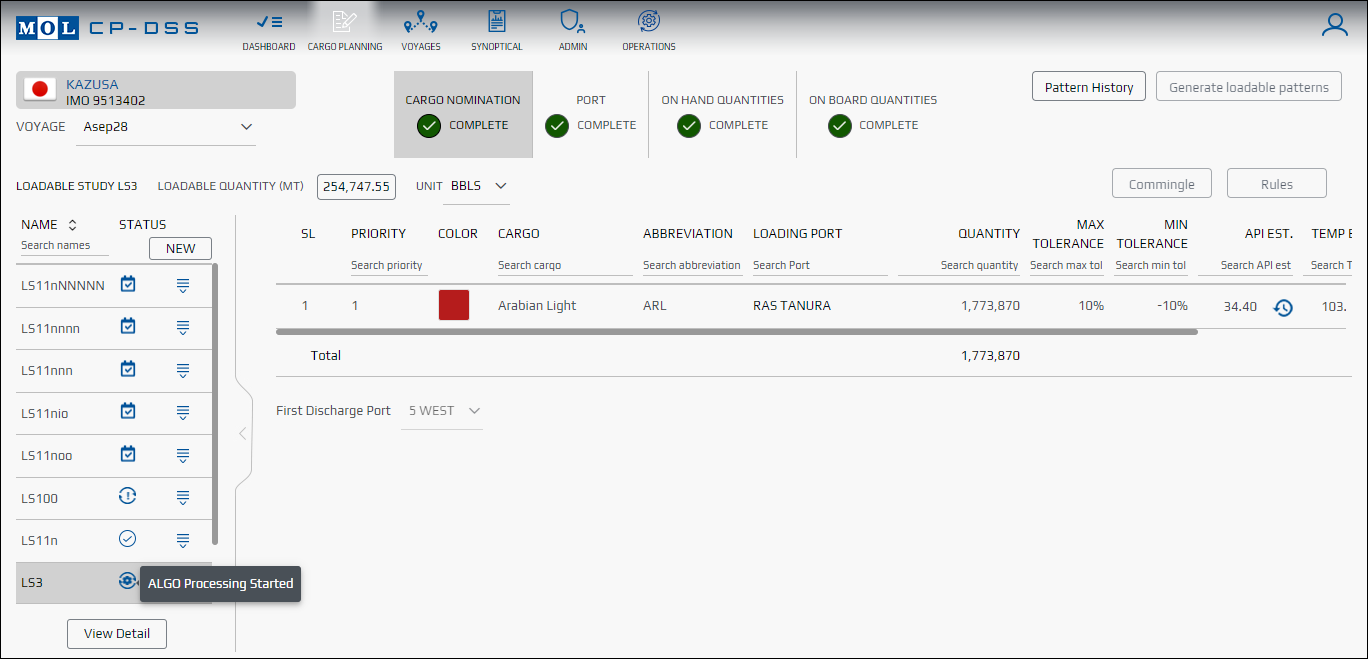 MOL CP-DSS
DASHBOARD CARGO PLANNING VOYAGES SYNOPTICAL ADMIN OPERATIONS
KAZUSA
IMO 9513402
VOYAGE Asep28
CARGO NOMINATION PORT ON HAND QUANTITIES ON BOARD QUANTITIES
COMPLETE COMPLETE COMPLETE COMPLETE
Pattern History Generate loadable patterns
LOADABLE STUDY LS3 LOADABLE QUANTITY (MT) 254,747.55 UNIT BBLS
Commingle Rules
NAME STATUS
Search names NEW
LS11nNNNNN
LS11nnnn
LS11nnn
LS11nio
LS11noo
LS100
LS11n
LS3 ALGO Processing Started
View Detail
SL PRIORITY COLOR CARGO ABBREVIATION LOADING PORT QUANTITY MAX TOLERANCE MIN TOLERANCE API EST. TEMP E
Search priority Search cargo Search abbreviation Search Port Search quantity Search max tol Search min tol Search API est Search T
1 1 Arabian Light ARL RAS TANURA 1,773,870 10% -10% 34.40 103.
Total 1,773,870
First Discharge Port 5 WEST